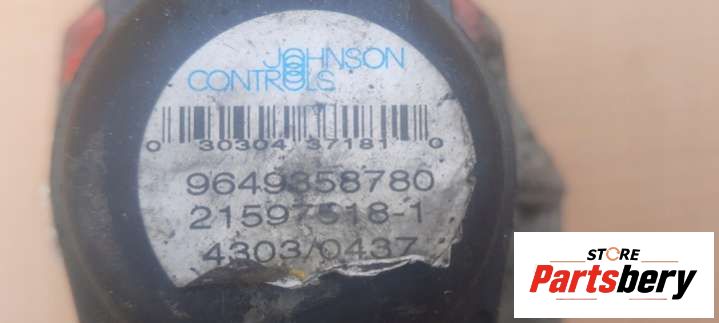 JOHNSON
CONTROLS
0 30304 37181 0
9649358780
21597518-1
4303/0437
STORE
Partsbery